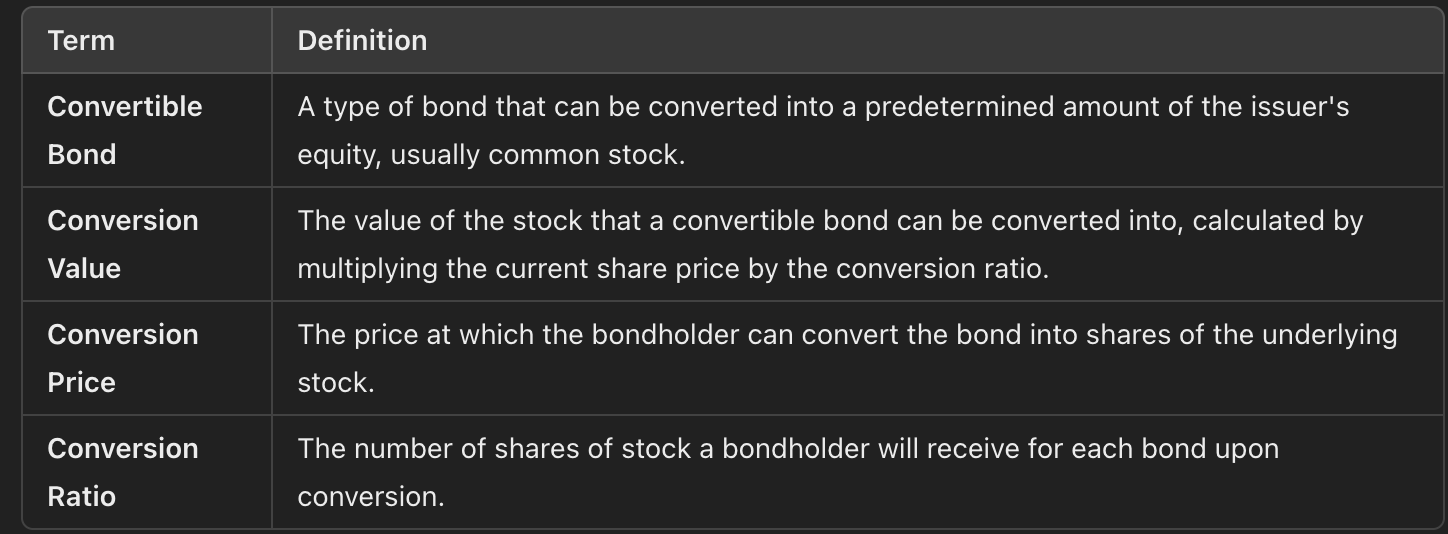 Term Definition
Convertible A type of bond that can be converted into a predetermined amount of the issuer's
Bond equity, usually common stock.
Conversion The value of the stock that a convertible bond can be converted into, calculated by
Value multiplying the current share price by the conversion ratio.
Conversion The price at which the bondholder can convert the bond into shares of the underlying
Price stock.
Conversion The number of shares of stock a bondholder will receive for each bond upon
Ratio conversion.